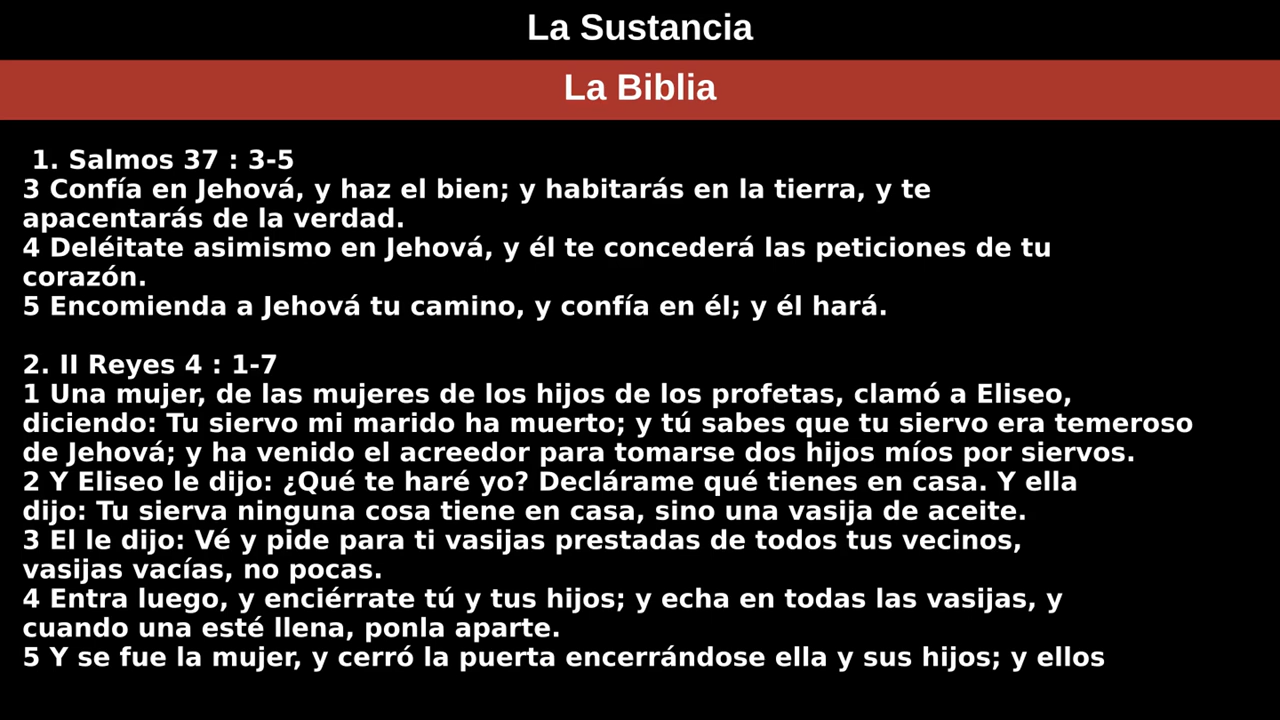 La Sustancia
La Biblia
1. Salmos 37 : 3-5
3 Confía en Jehová, y haz el bien; y habitarás en la tierra, y te
apacentarás de la verdad.
4 Deléitate asimismo en Jehová, y él te concederá las peticiones de tu
corazón.
5 Encomienda a Jehová tu camino, y confía en él; y él hará.
2. II Reyes 4 : 1-7
1 Una mujer, de las mujeres de los hijos de los profetas, clamó a Eliseo,
diciendo: Tu siervo mi marido ha muerto; y tú sabes que tu siervo era temeroso
de Jehová; y ha venido el acreedor para tomarse dos hijos míos por siervos.
2 Y Eliseo le dijo: ¿Qué te haré yo? Declárame qué tienes en casa. Y ella
dijo: Tu sierva ninguna cosa tiene en casa, sino una vasija de aceite.
3 El le dijo: Vé y pide para ti vasijas prestadas de todos tus vecinos,
vasijas vacías, no pocas.
4 Entra luego, y enciérrate tú y tus hijos; y echa en todas las vasijas, y
cuando una esté llena, ponla aparte.
5 Y se fue la mujer, y cerró la puerta encerrándose ella y sus hijos; y ellos